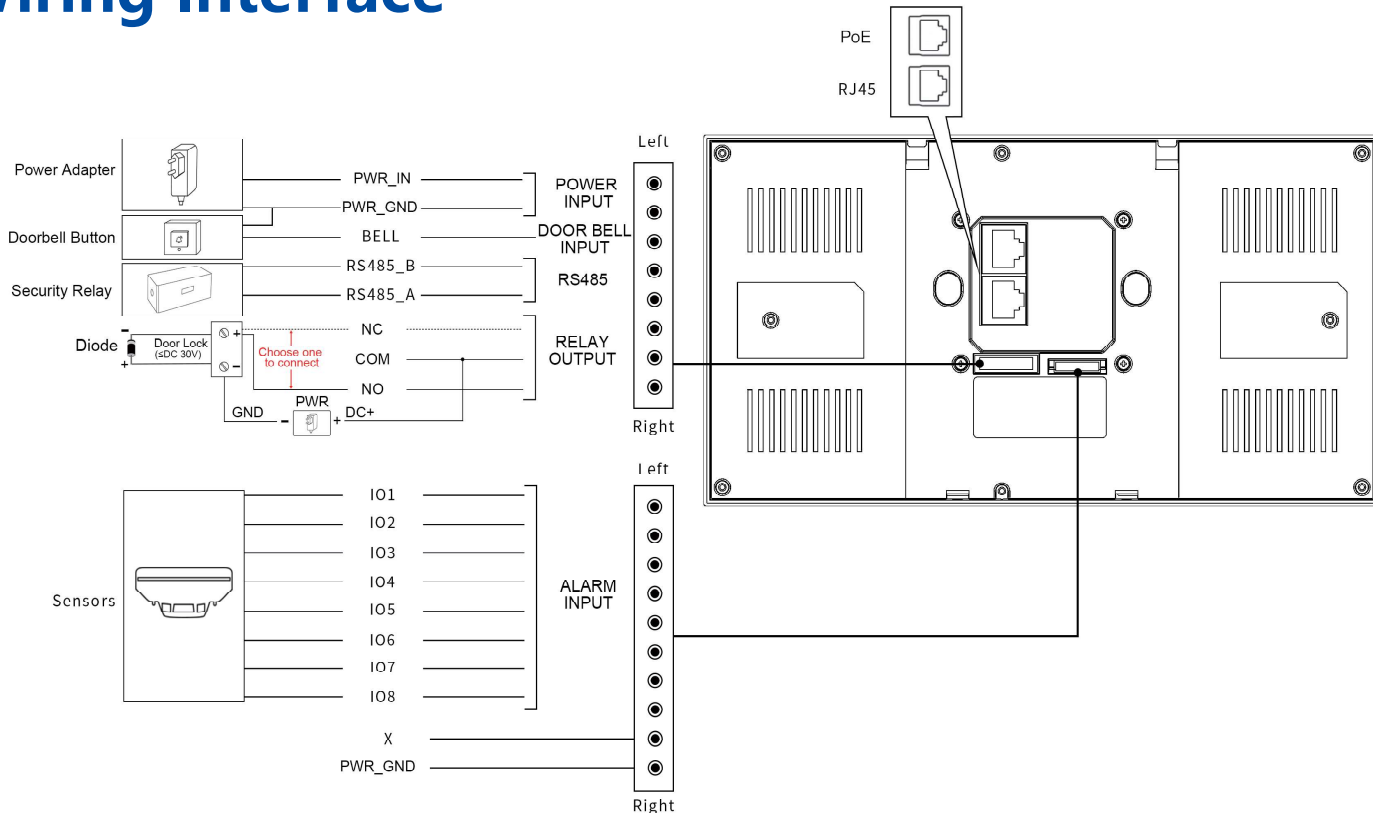 wiring Interface
PoE
RJ45
Left
Power Adapter
PWR_IN
PWR_GND
POWER
INPUT
Doorbell Button
BELL
DOOR BELL
INPUT
Security Relay
RS485_B
RS485_A
RS485
Diode
-
+
Door Lock
(≤DC 30V)
+
-
Choose one
to connect
NC
COM
NO
RELAY
OUTPUT
GND
-
PWR
+
DC+
Right
Left
Sensors
IO1
IO2
IO3
IO4
IO5
IO6
IO7
IO8
ALARM
INPUT
X
PWR_GND
Right